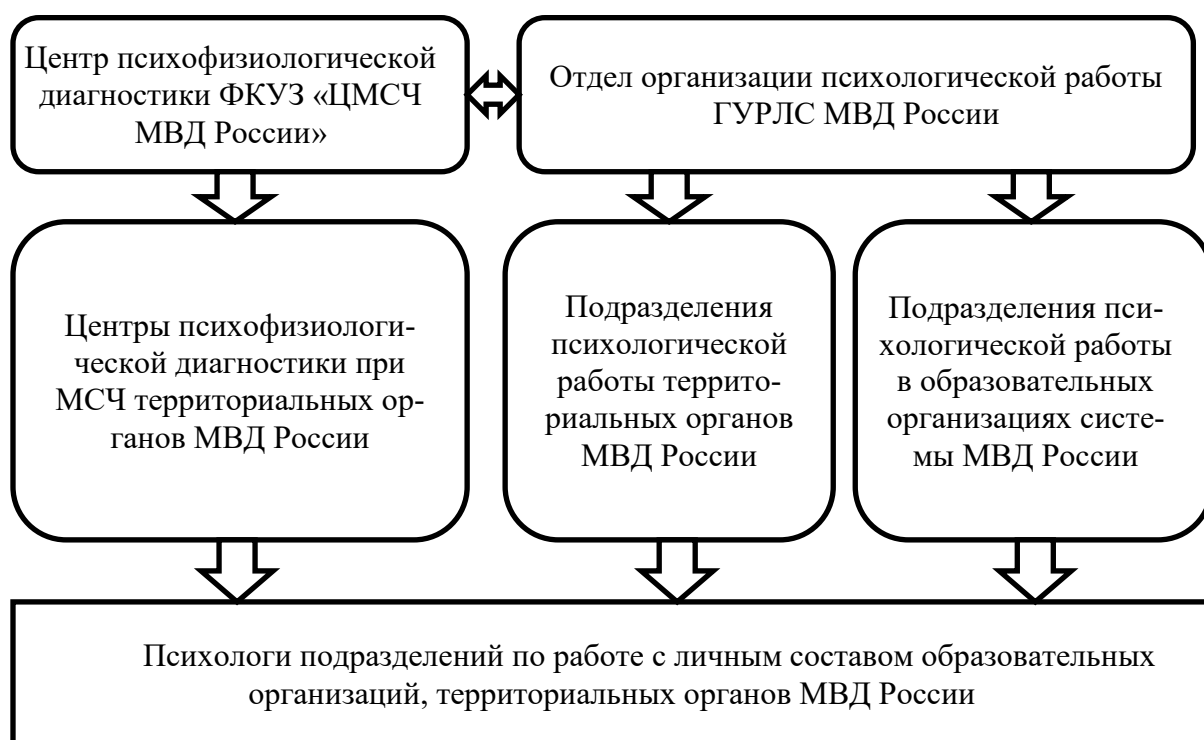 Центр психофизиологической
диагностики ФКУЗ «ЦМСЧ
МВД России»
Отдел организации психологической работы
ГУРЛС МВД России
Центры психофизиологи-
ческой диагностики при
МСЧ территориальных ор-
ганов МВД России
Подразделения
психологической
работы террито-
риальных органов
МВД России
Подразделения пси-
хологической работы
в образовательных
организациях систе-
мы МВД России
Психологи подразделений по работе с личным составом образовательных
организаций, территориальных органов МВД России